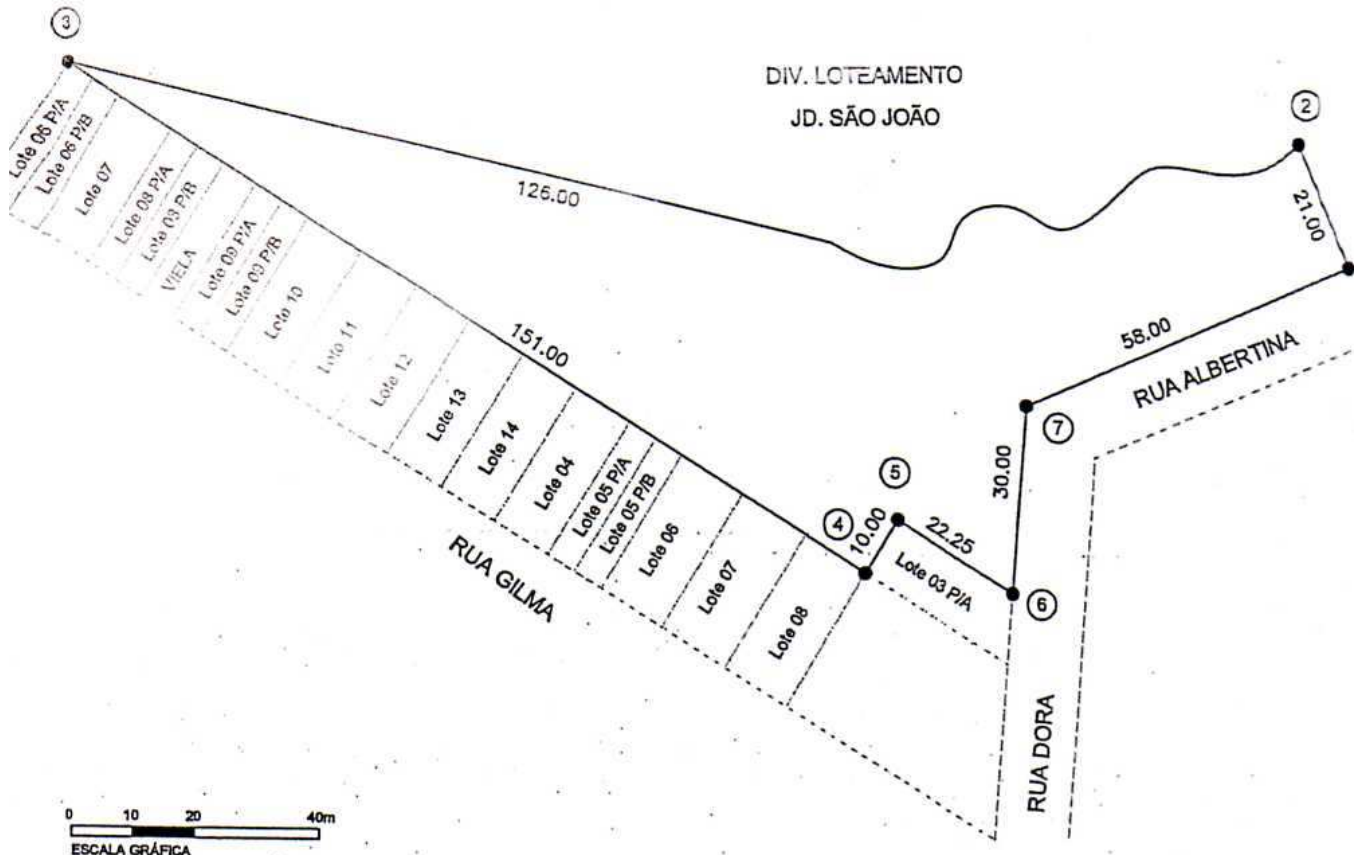 3
DIV. LOTEAMENTO
JD. SÃO JOÃO
2
126.00
21.00
Lote 06 P/A
Lote 06 P/B
Lote 07
Lote 08 P/A
Lote 08 P/B
VIELA
Lote 09 P/A
Lote 09 P/B
Lote 10
Lote 11
Lote 12
Lote 13
Lote 14
Lote 04
Lote 05 P/A
Lote 05 P/B
Lote 06
Lote 07
Lote 08
151.00
58.00
RUA ALBERTINA
7
30.00
5
4
10.00
22.25
Lote 03 P/A
6
RUA GILMA
RUA DORA
0 10 20 40m
ESCALA GRÁFICA